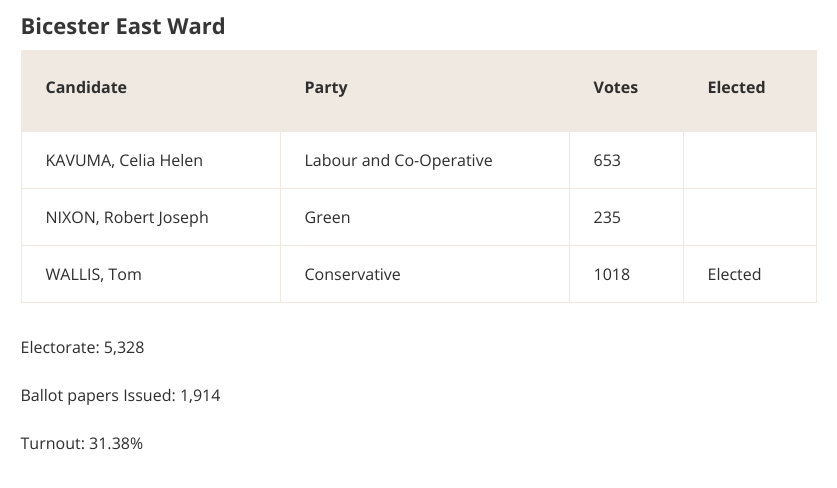 Bicester East Ward
Candidate Party Votes Elected
KAVUMA, Celia Helen Labour and Co-Operative 653
NIXON, Robert Joseph Green 235
WALLIS, Tom Conservative 1018 Elected
Electorate: 5,328
Ballot papers Issued: 1,914
Turnout: 31.38%